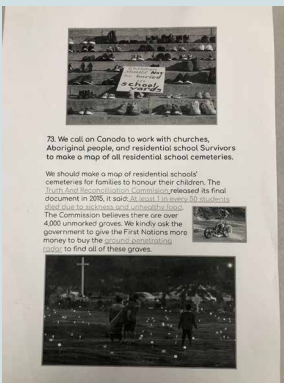 school
yards
73. We call on Canada to work with churches,
Aboriginal people, and residential school Survivors
to make a map of all residential school cemeteries.
We should make a map of residential schools'
cemeteries for families to honour their children. The
Truth And Reconciliation Commission released its final
document in 2015, it said: At least 1 in every 50 students
died due to sickness and unhealthy food.
The Commission believes there are over
4,000 unmarked graves. We kindly ask the
government to give the First Nations more
money to buy the ground penetrating
radar to find all of these graves.